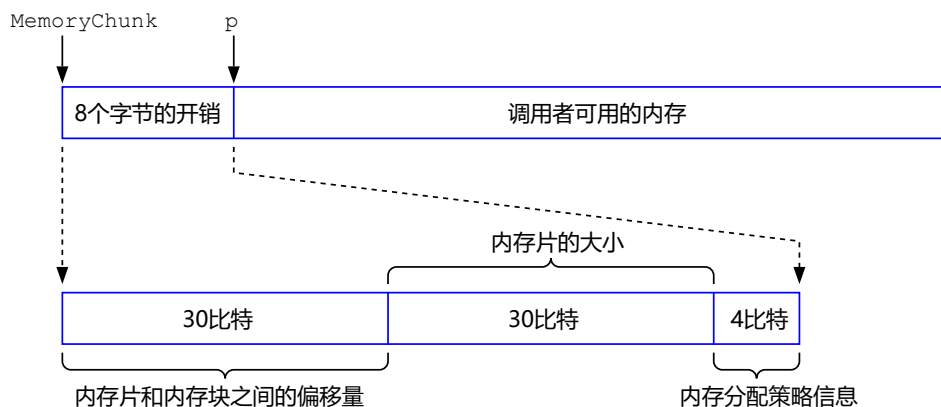 MemoryChunk p
8个字节的开销 调用者可用的内存
内存片的大小
30比特 30比特 4比特
内存片和内存块之间的偏移量 内存分配策略信息